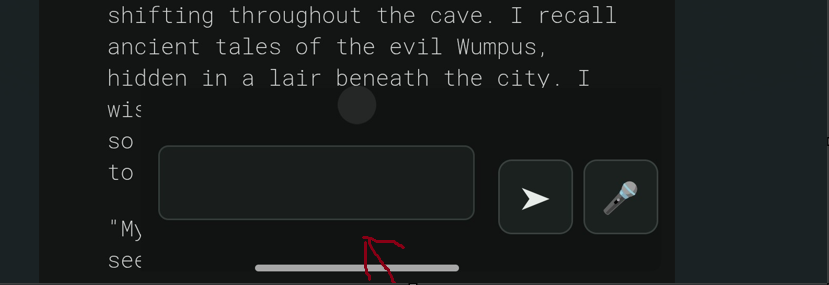 shifting throughout the cave. I recall
ancient tales of the evil Wumpus,
hidden in a lair beneath the city. I
wis
so
to
"My
see